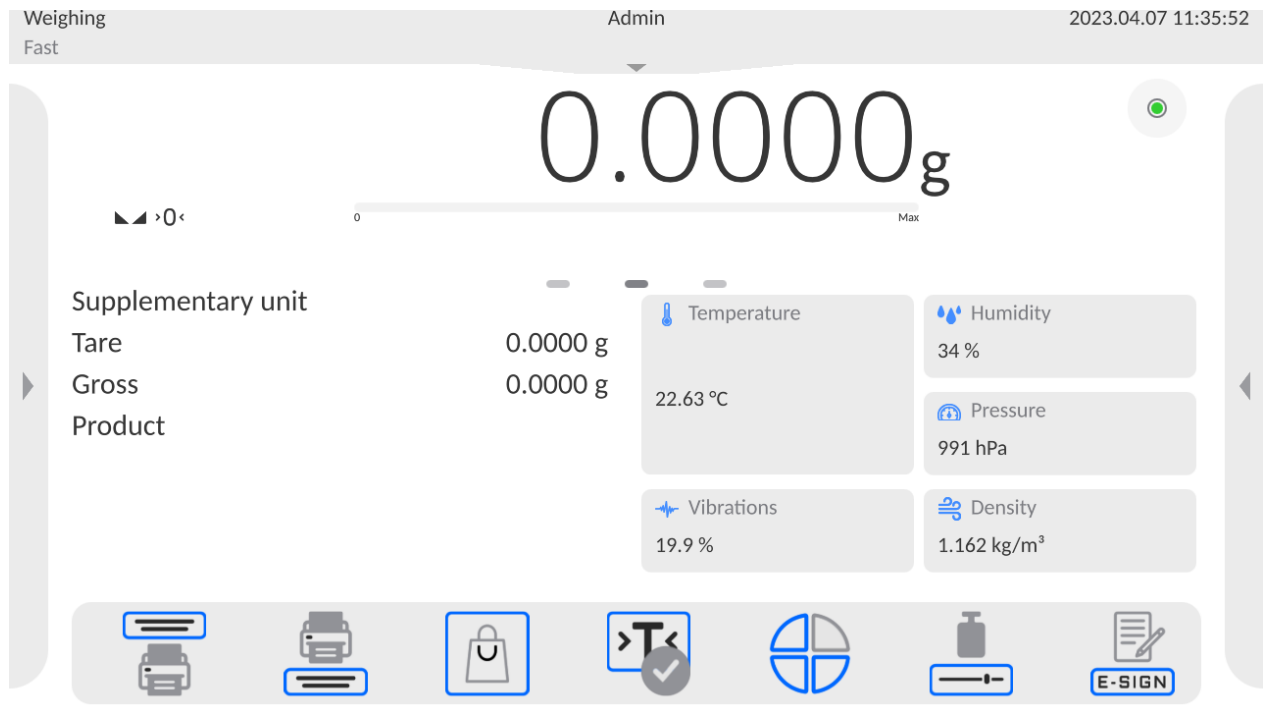 Weighing
Admin
2023.04.07 11:35:52
Fast
0.0000 g
>0<
0
Max
Supplementary unit
Tare 0.0000 g
Gross 0.0000 g
Product
Temperature
22.63 °C
Humidity
34 %
Pressure
991 hPa
Vibrations
19.9 %
Density
1.162 kg/m³
>T<
E-SIGN